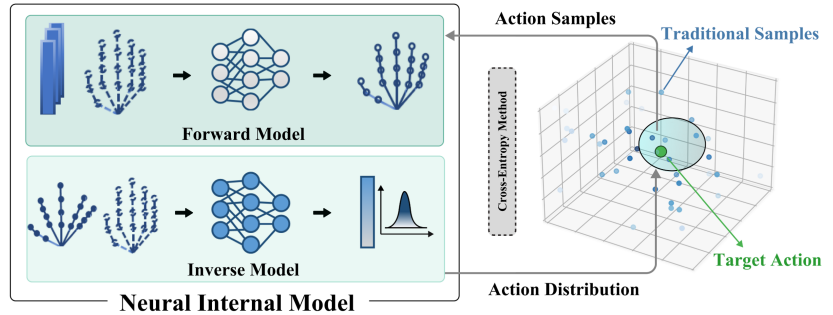 Action Samples
Traditional Samples
Forward Model
Cross-Entropy Method
Inverse Model
Target Action
Action Distribution
Neural Internal Model